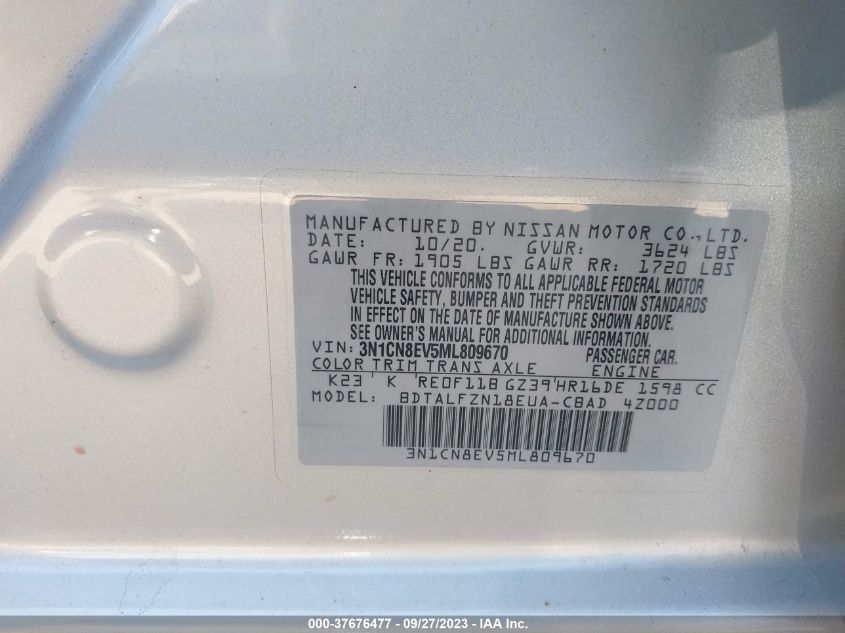 MANUFACTURED BY NISSAN MOTOR CO., LTD.
DATE: 10/20. GVWR: 3624 LBS
GAWR FR: 1905 LBS GAWR RR: 1720 LBS
THIS VEHICLE CONFORMS TO ALL APPLICABLE FEDERAL MOTOR
VEHICLE SAFETY, BUMPER AND THEFT PREVENTION STANDARDS
IN EFFECT ON THE DATE OF MANUFACTURE SHOWN ABOVE.
SEE OWNER'S MANUAL FOR ADDITIONAL INFORMATION.
VIN: 3N1CN8EV5ML809670 PASSENGER CAR.
COLOR TRIM TRANS AXLE ENGINE
K23 K RE0F11B GZ39 HR16DE 1598 CC
MODEL: BDTALFZN18EUA-CBAD 4Z000
3N1CN8EV5ML809670
000-37676477 - 09/27/2023 - IAA Inc.